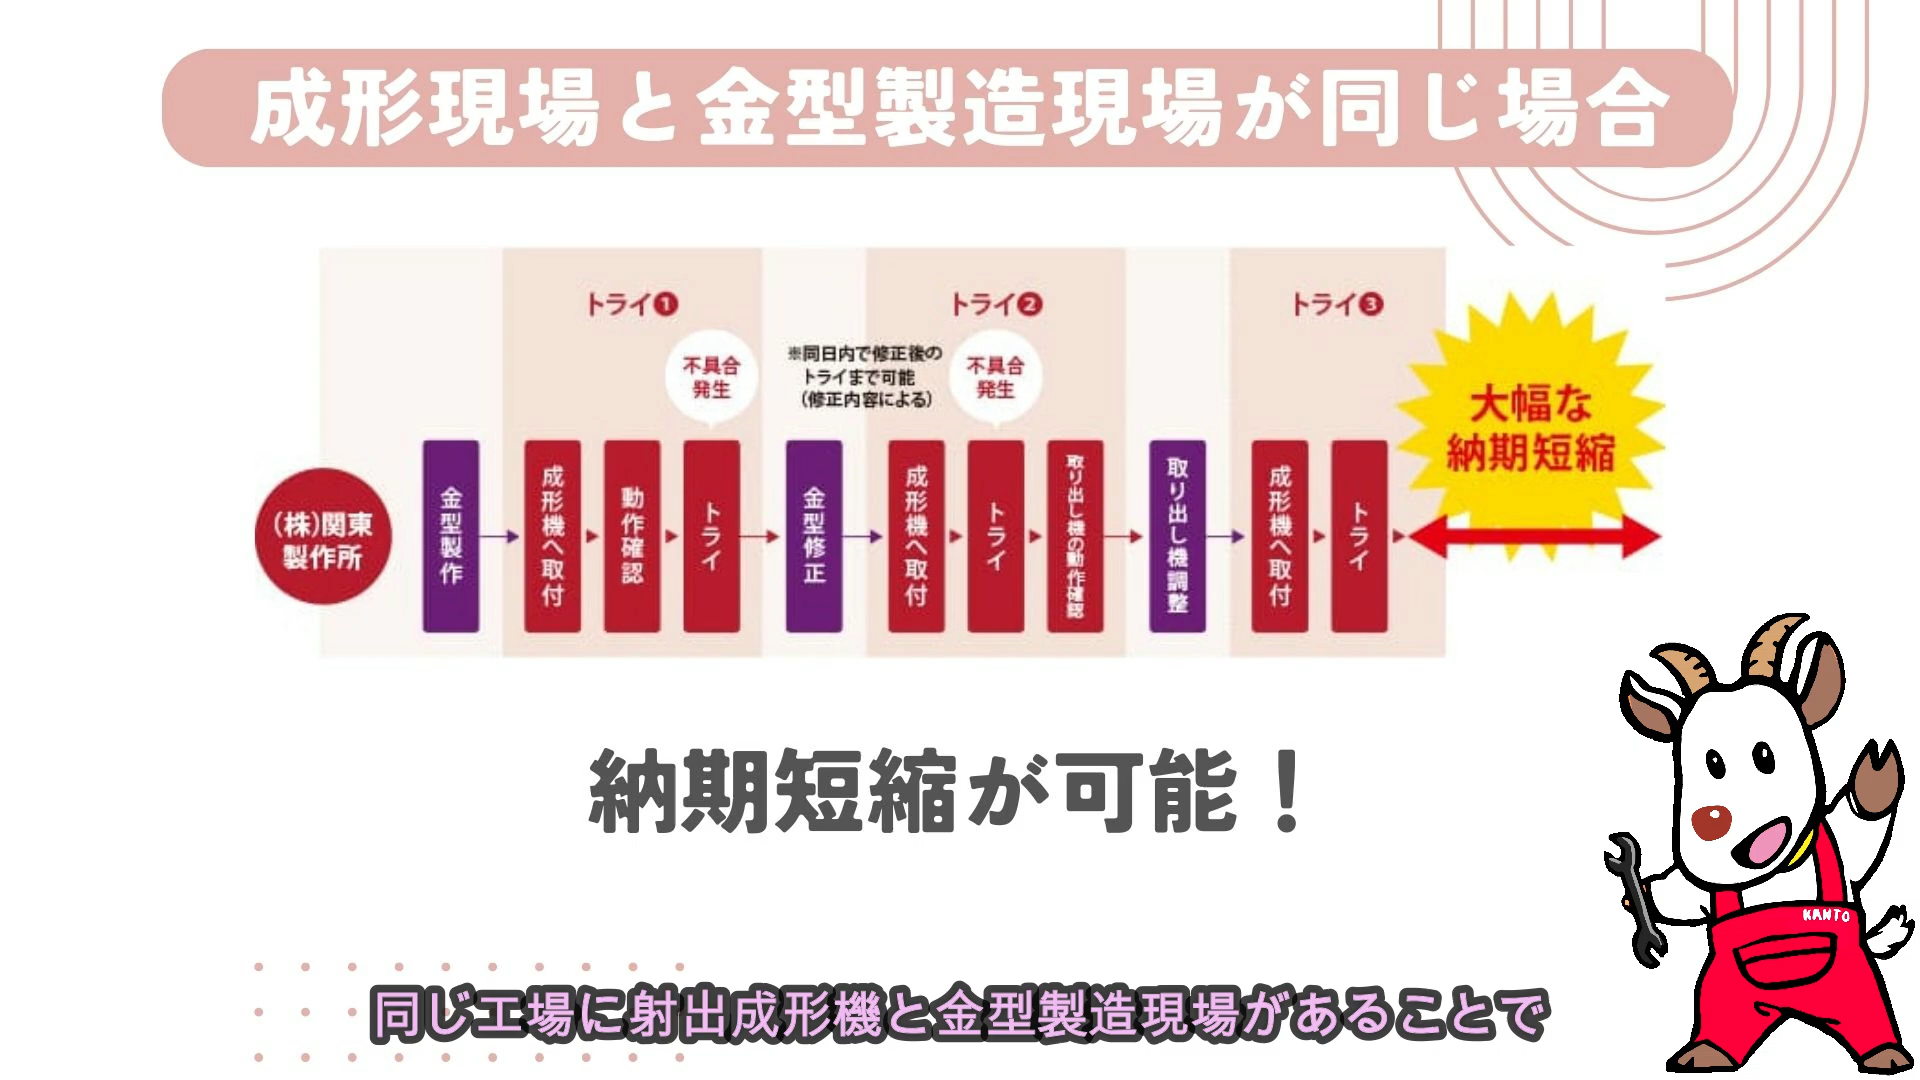 成形現場と金型製造現場が同じ場合
トライ❶
トライ❷
トライ❸
不具合
発生
※同日内で修正後の
トライまで可能
(修正内容による)
不具合
発生
大幅な
納期短縮
(株)関東
製作所
金型製作
成形機へ取付
動作確認
トライ
金型修正
成形機へ取付
トライ
取り出し機の動作確認
取り出し機調整
成形機へ取付
トライ
納期短縮が可能！
KANTO
同じ工場に射出成形機と金型製造現場があることで